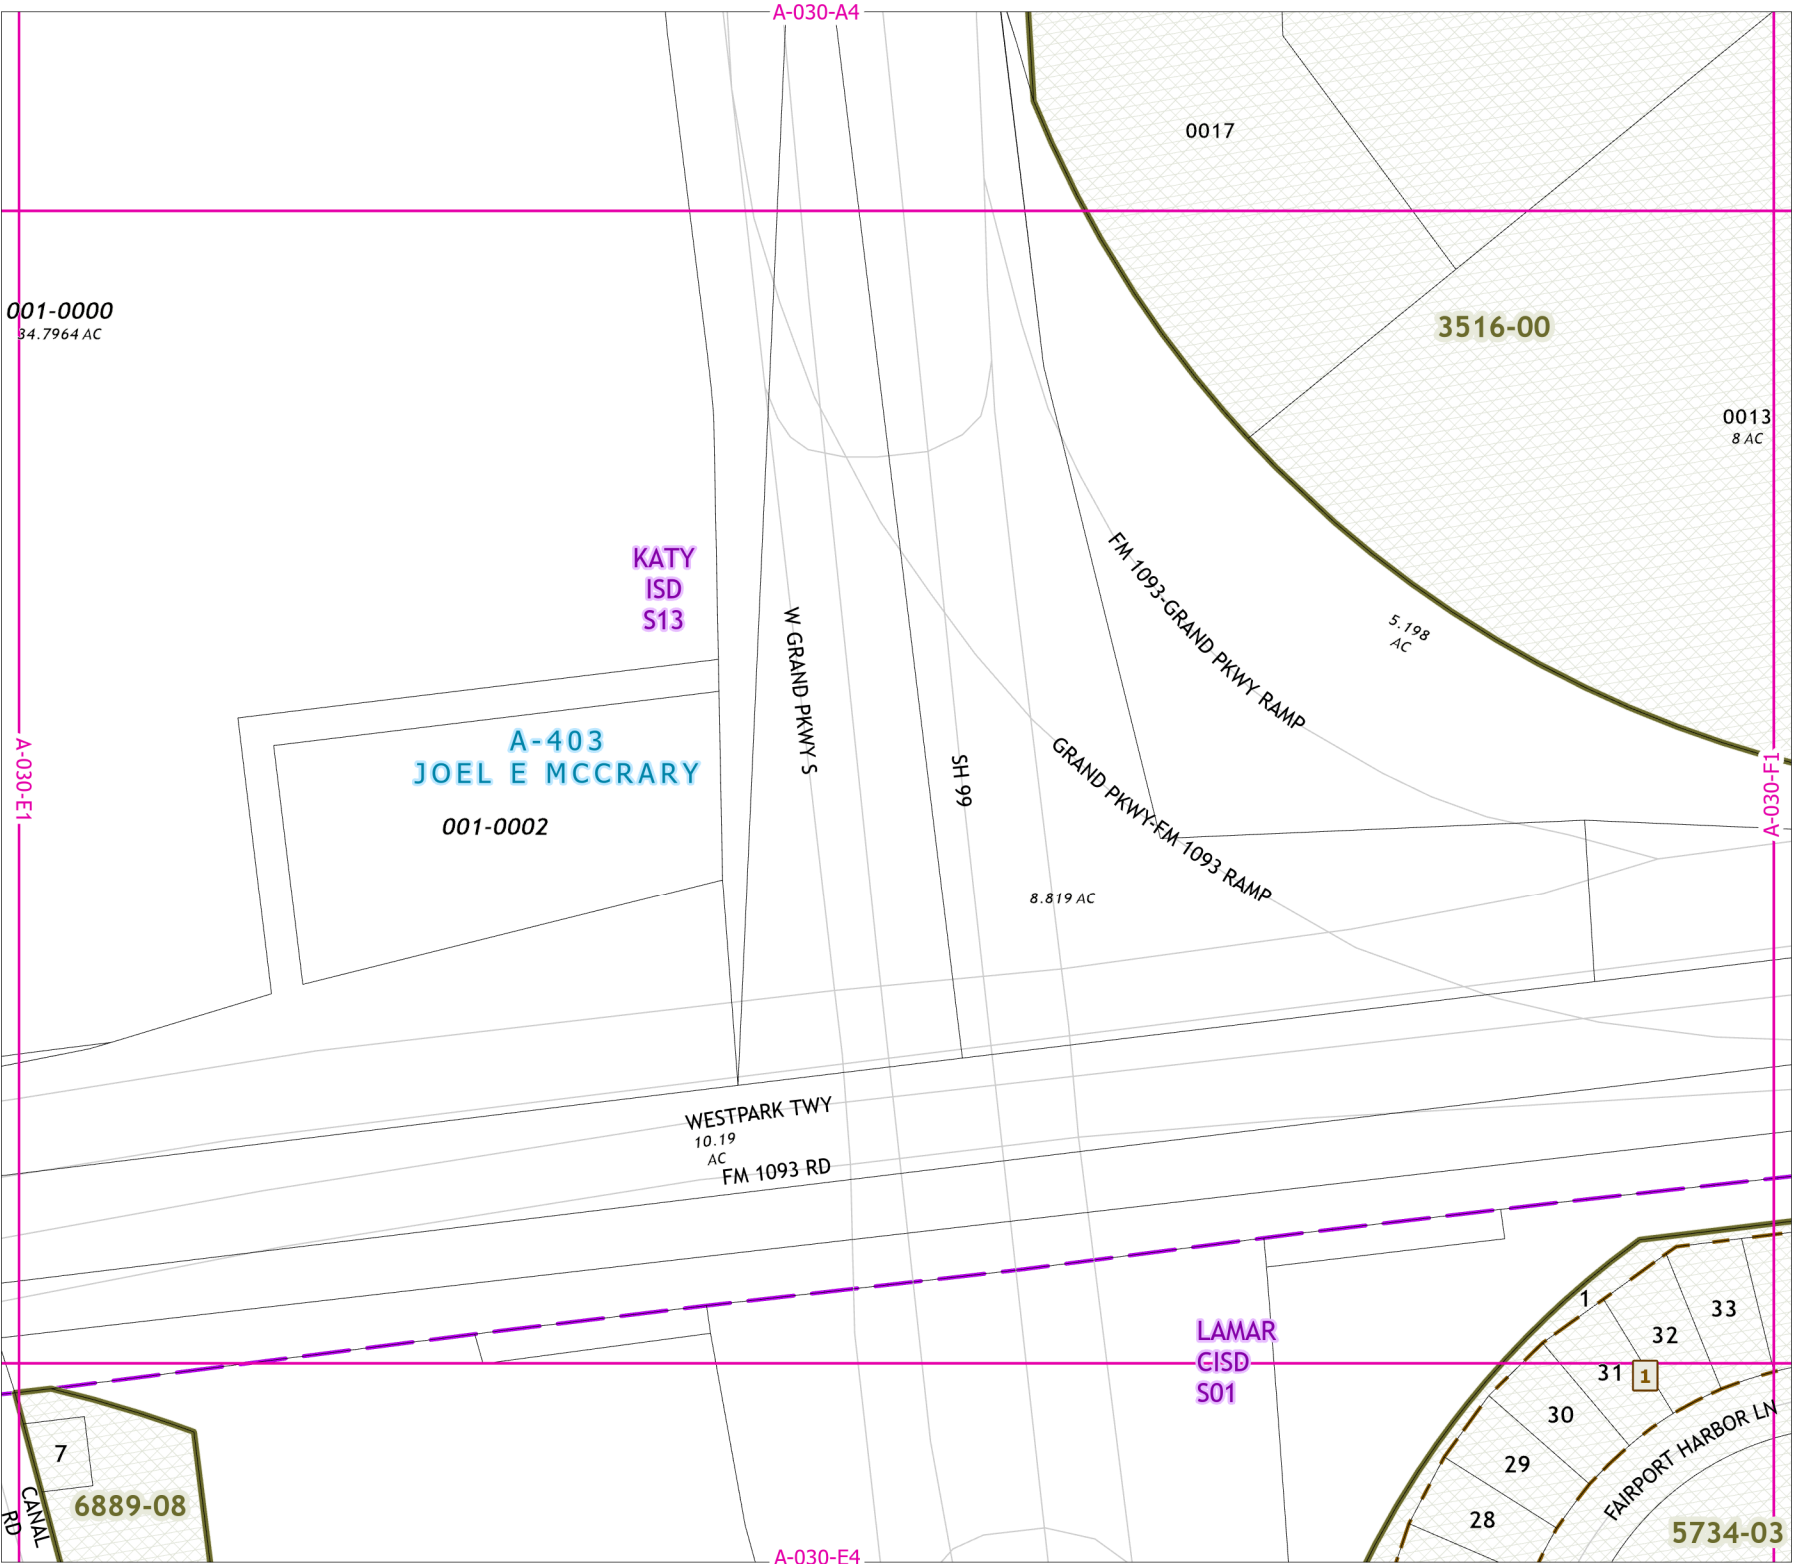 A-030-A4
0017
001-0000
34.7964 AC
3516-00
0013
8 AC
KATY
ISD
S13
FM 1093-GRAND PKWY RAMP
5.198
AC
W GRAND PKWY S
A-403
JOEL E MCCRARY
001-0002
SH 99
GRAND PKWY-FM 1093 RAMP
A-030-E1
A-030-F1
8.819 AC
WESTPARK TWY
10.19
AC
FM 1093 RD
LAMAR
CISD
S01
1
33
32
31
1
30
29
28
FAIRPORT HARBOR LN
5734-03
7
6889-08
CANAL
RD
A-030-E4